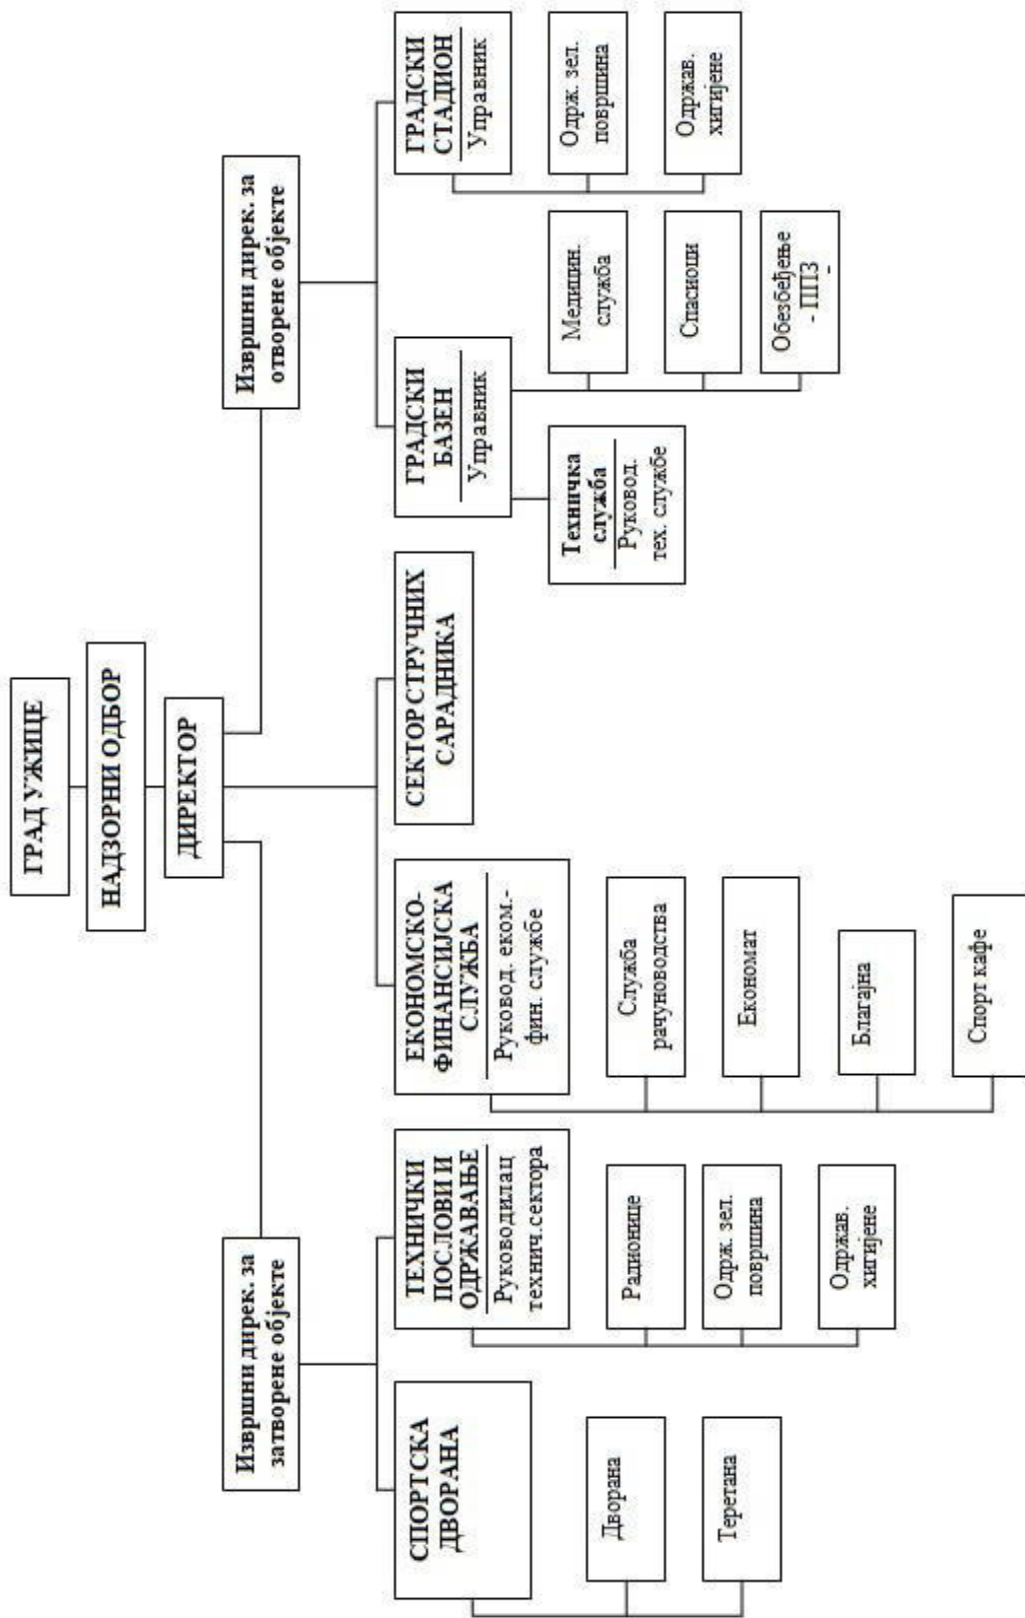 ГРАД УЖИЦЕ
НАДЗОРНИ ОДБОР
ДИРЕКТОР
Извршни дирек. за
затворене објекте
Извршни дирек. за
отворене објекте
СПОРТСКА
ДВОРАНА
Дворана
Теретана
ТЕХНИЧКИ
ПОСЛОВИ И
ОДРЖАВАЊЕ
Руководилац
технич.сектора
Радионице
Одрж. зел.
површина
Одржав.
хигијене
ЕКОНОМСКО-
ФИНАНСИЈСКА
СЛУЖБА
Руковод. еком.-
фин. службе
Служба
рачуноводства
Економат
Благајна
Спорт кафе
СЕКТОР СТРУЧНИХ
САРАДНИКА
ГРАДСКИ
БАЗЕН
Управник
Техничка
служба
Руковод.
тех. службе
Медицин.
служба
Спасиоци
Обезбеђење
- ППЗ
-
ГРАДСКИ
СТАДИОН
Управник
Одрж. зел.
површина
Одржав.
хигијене